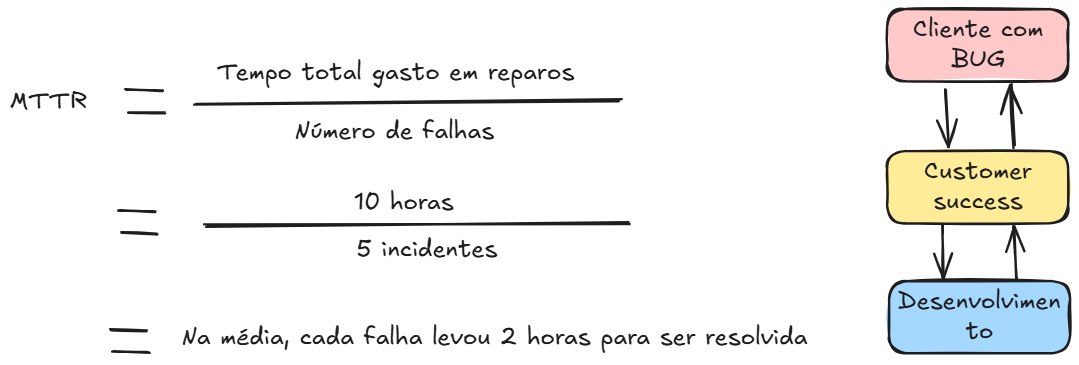 MTTR
Tempo total gasto em reparos
Número de falhas
10 horas
5 incidentes
Na média, cada falha levou 2 horas para ser resolvida
Cliente com
BUG
Customer
success
Desenvolvimen
to